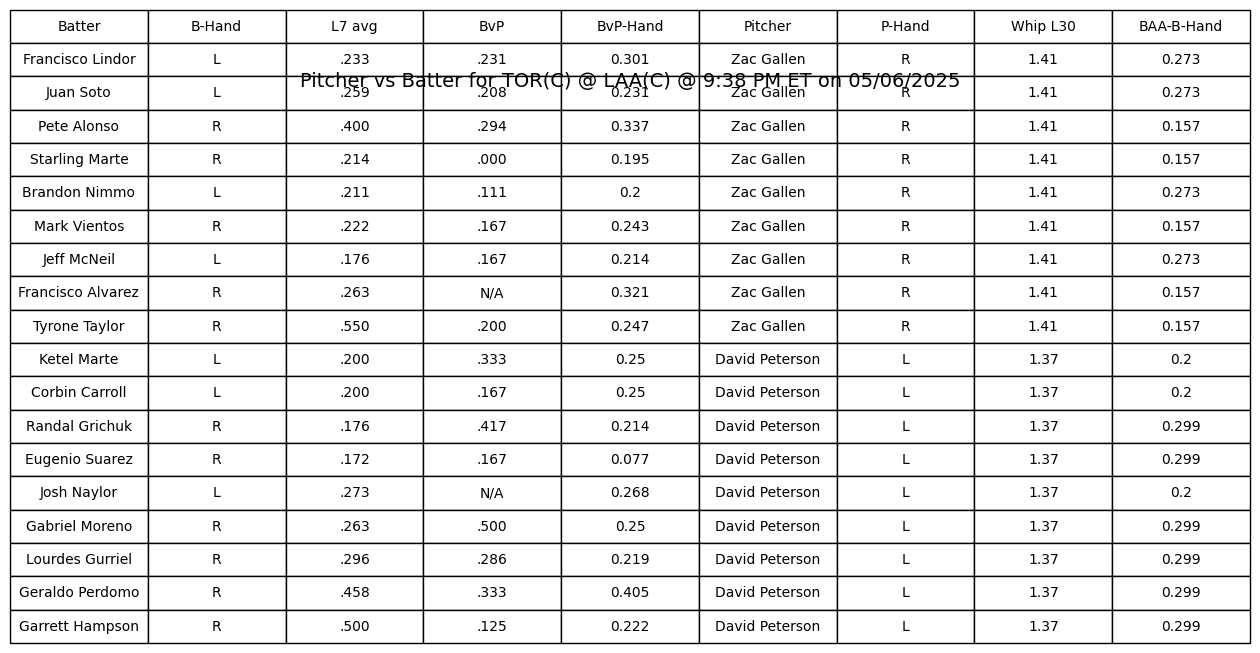 Batter B-Hand L7 avg BvP BvP-Hand Pitcher P-Hand Whip L30 BAA-B-Hand
Francisco Lindor L .233 .231 0.301 Zac Gallen R 1.41 0.273
Pitcher vs Batter for TOR(C) @ LAA(C) @ 9:38 PM ET on 05/06/2025
Juan Soto L .259 .208 0.231 Zac Gallen R 1.41 0.273
Pete Alonso R .400 .294 0.337 Zac Gallen R 1.41 0.157
Starling Marte R .214 .000 0.195 Zac Gallen R 1.41 0.157
Brandon Nimmo L .211 .111 0.2 Zac Gallen R 1.41 0.273
Mark Vientos R .222 .167 0.243 Zac Gallen R 1.41 0.157
Jeff McNeil L .176 .167 0.214 Zac Gallen R 1.41 0.273
Francisco Alvarez R .263 N/A 0.321 Zac Gallen R 1.41 0.157
Tyrone Taylor R .550 .200 0.247 Zac Gallen R 1.41 0.157
Ketel Marte L .200 .333 0.25 David Peterson L 1.37 0.2
Corbin Carroll L .200 .167 0.25 David Peterson L 1.37 0.2
Randal Grichuk R .176 .417 0.214 David Peterson L 1.37 0.299
Eugenio Suarez R .172 .167 0.077 David Peterson L 1.37 0.299
Josh Naylor L .273 N/A 0.268 David Peterson L 1.37 0.2
Gabriel Moreno R .263 .500 0.25 David Peterson L 1.37 0.299
Lourdes Gurriel R .296 .286 0.219 David Peterson L 1.37 0.299
Geraldo Perdomo R .458 .333 0.405 David Peterson L 1.37 0.299
Garrett Hampson R .500 .125 0.222 David Peterson L 1.37 0.299